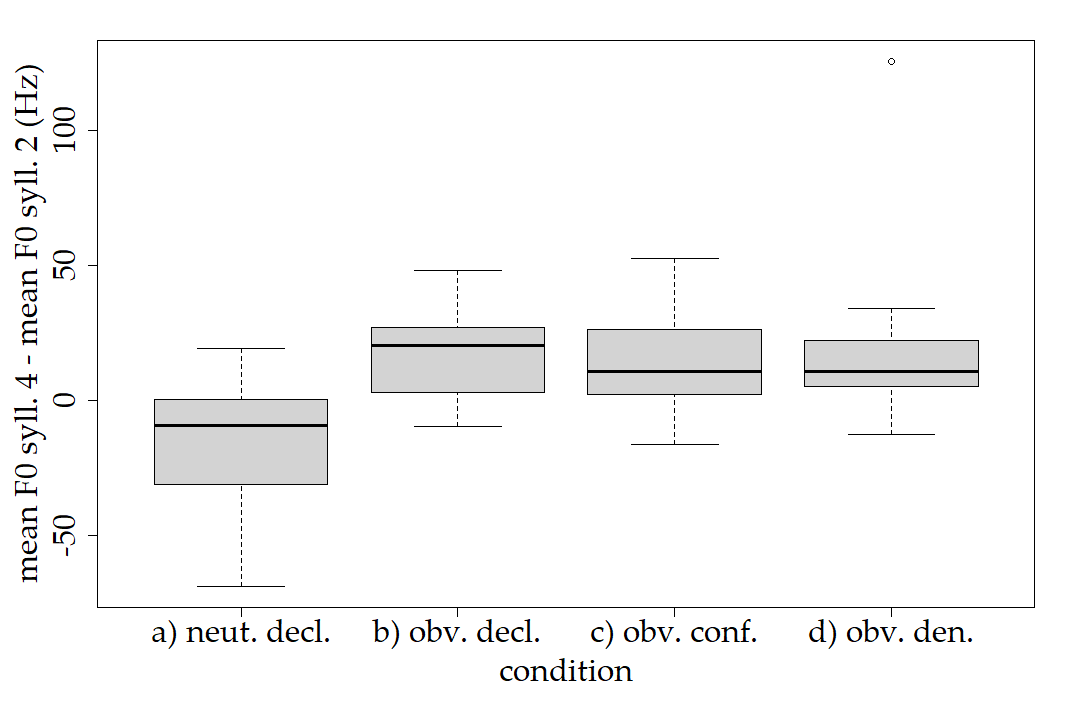 mean F0 syll. 4 - mean F0 syll. 2 (Hz)
100
50
0
-50
a) neut. decl. b) obv. decl. c) obv. conf. d) obv. den.
condition